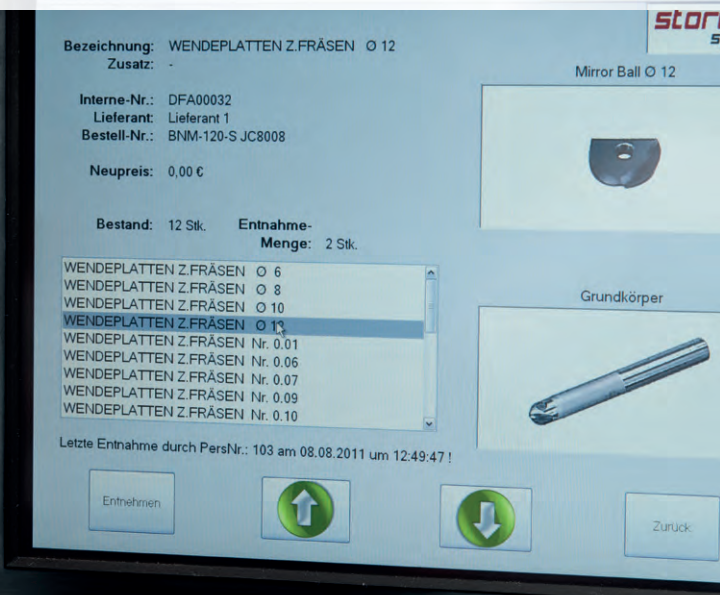 Bezeichnung: WENDEPLATTEN Z.FRÄSEN Ø 12
Zusatz: -
Interne-Nr.: DFA00032
Lieferant: Lieferant 1
Bestell-Nr.: BNM-120-S JC8008
Neupreis: 0,00 €
Bestand: 12 Stk. Entnahme-
Menge: 2 Stk.
WENDEPLATTEN Z.FRÄSEN Ø 6
WENDEPLATTEN Z.FRÄSEN Ø 8
WENDEPLATTEN Z.FRÄSEN Ø 10
WENDEPLATTEN Z.FRÄSEN Ø 12
WENDEPLATTEN Z.FRÄSEN Nr. 0.01
WENDEPLATTEN Z.FRÄSEN Nr. 0.06
WENDEPLATTEN Z.FRÄSEN Nr. 0.07
WENDEPLATTEN Z.FRÄSEN Nr. 0.09
WENDEPLATTEN Z.FRÄSEN Nr. 0.10
Letzte Entnahme durch PersNr.: 103 am 08.08.2011 um 12:49:47 !
Entnehmen
Mirror Ball Ø 12
Grundkörper
Zurück